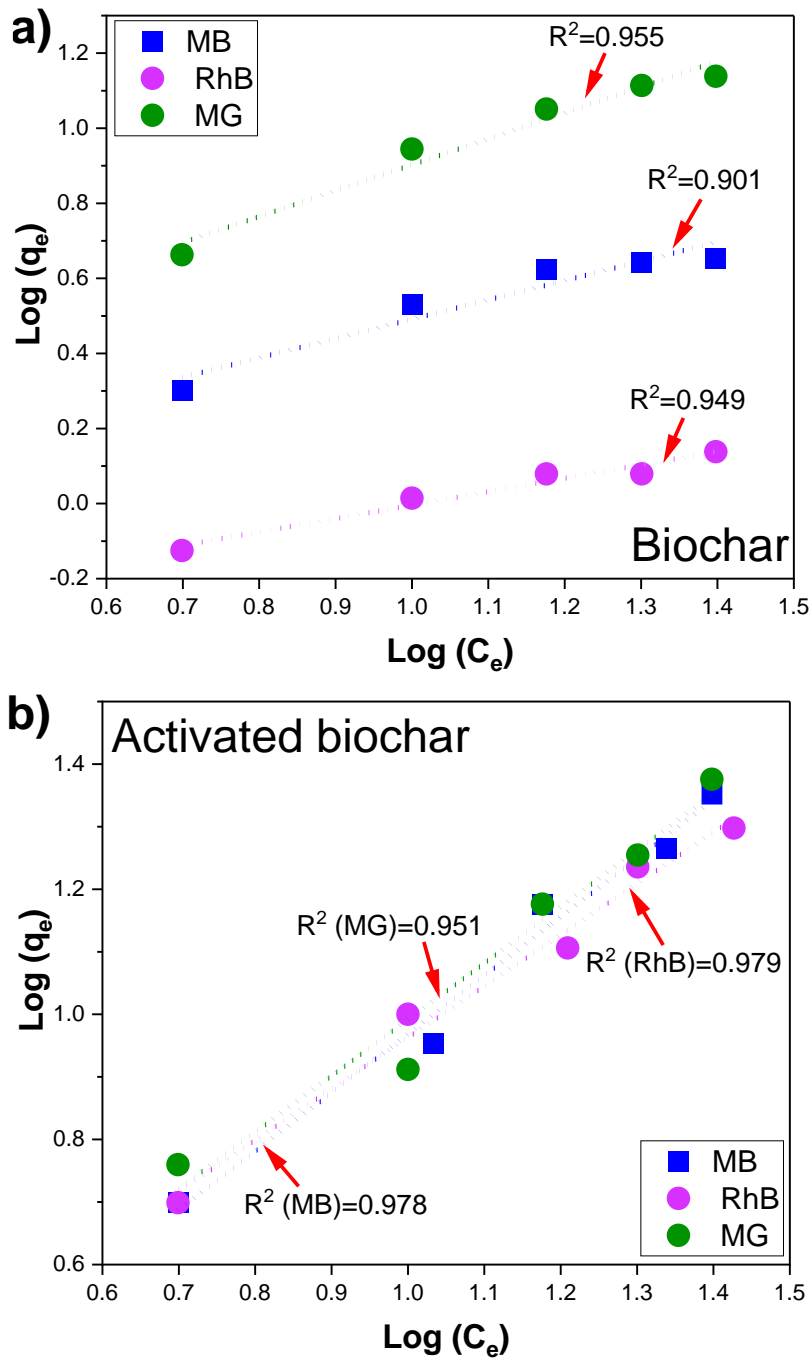 a)
MB
RhB
MG
R²=0.955
R²=0.901
R²=0.949
Biochar
1.2
1.0
0.8
0.6
0.4
0.2
0.0
-0.2
Log (qₑ)
0.6 0.7 0.8 0.9 1.0 1.1 1.2 1.3 1.4 1.5
Log (Cₑ)
b)
Activated biochar
R² (MG)=0.951
R² (RhB)=0.979
R² (MB)=0.978
MB
RhB
MG
1.4
1.2
1.0
0.8
0.6
Log (qₑ)
0.6 0.7 0.8 0.9 1.0 1.1 1.2 1.3 1.4 1.5
Log (Cₑ)